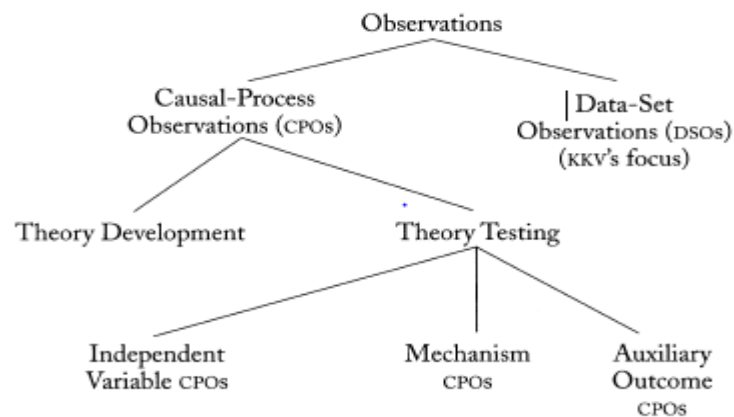 Observations
Causal-Process
Observations (CPOs)
Data-Set
Observations (DSOs)
(KKV's focus)
Theory Development
Theory Testing
Independent
Variable CPOs
Mechanism
CPOs
Auxiliary
Outcome
CPOs